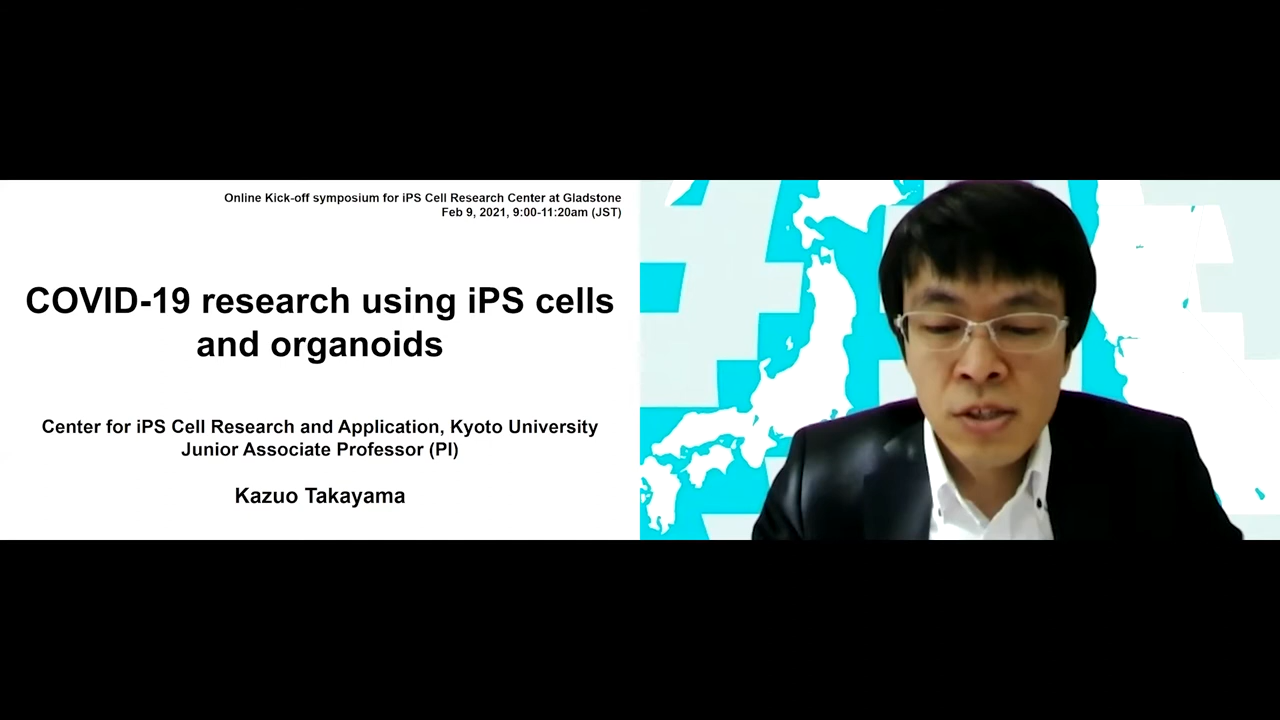 Online Kick-off symposium for iPS Cell Research Center at Gladstone
Feb 9, 2021, 9:00-11:20am (JST)
COVID-19 research using iPS cells
and organoids
Center for iPS Cell Research and Application, Kyoto University
Junior Associate Professor (PI)
Kazuo Takayama